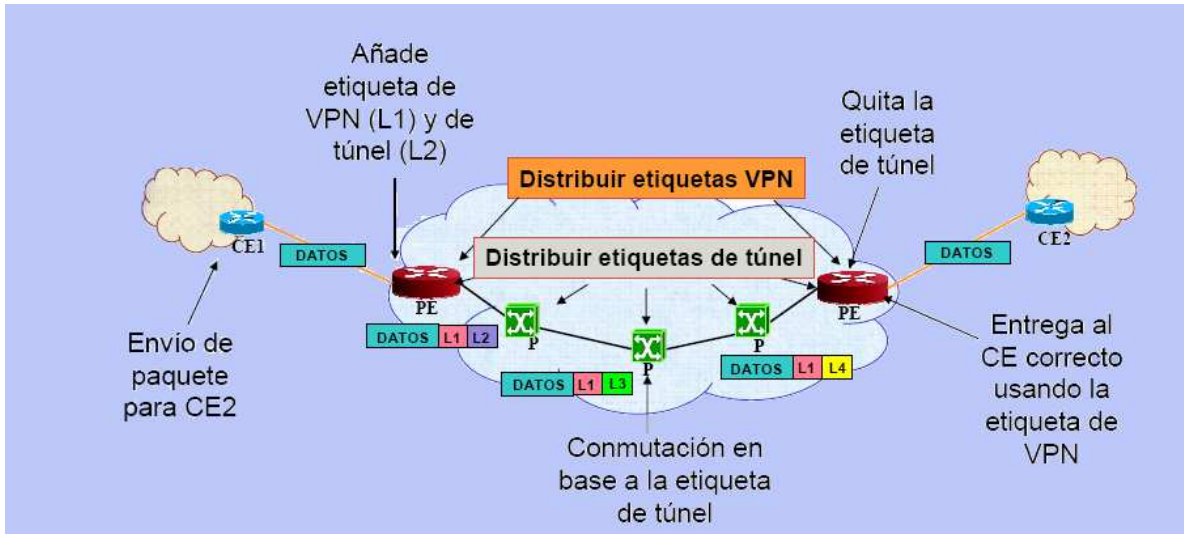 Añade
etiqueta de
VPN (L1) y de
túnel (L2)
Quita la
etiqueta
de túnel
Distribuir etiquetas VPN
Distribuir etiquetas de túnel
CE1
CE2
DATOS
DATOS
PE
PE
P
P
P
DATOS L1 L2
DATOS L1 L3
DATOS L1 L4
Envío de
paquete
para CE2
Conmutación en
base a la etiqueta
de túnel
Entrega al
CE correcto
usando la
etiqueta de
VPN